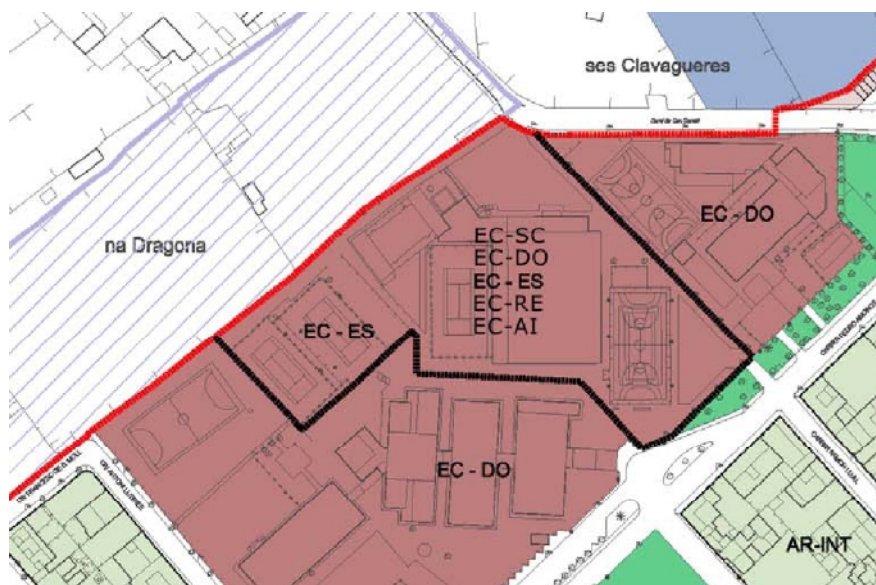 ses Clavagueres
na Dragona
EC - DO
EC-SC
EC-DO
EC-ES
EC-RE
EC-AI
EC - ES
EC - DO
AR-INT